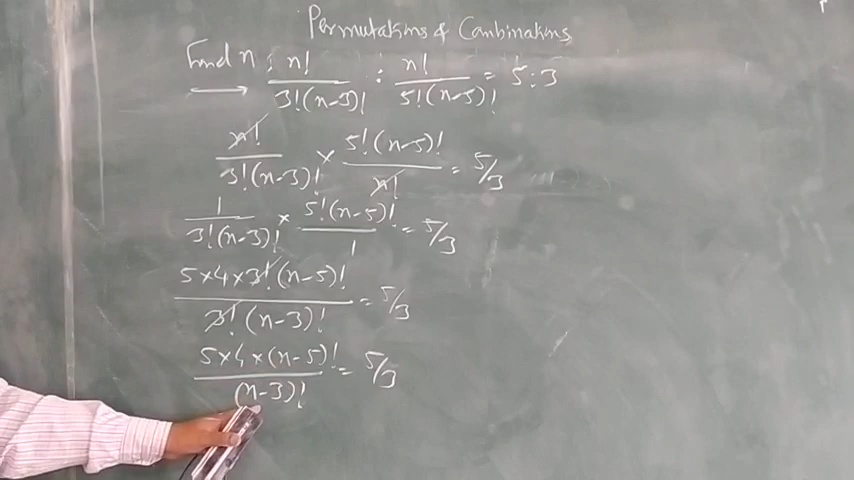 Permutations & Combinations
Find n : n! / 3!(n-3)! : n! / 5!(n-5)! = 5:3
n! / 3!(n-3)! × 5!(n-5)! / n! = 5/3
1 / 3!(n-3)! × 5!(n-5)! / 1 = 5/3
5×4×3!(n-5)! / 3!(n-3)! = 5/3
5×4×(n-5)! / (n-3)! = 5/3